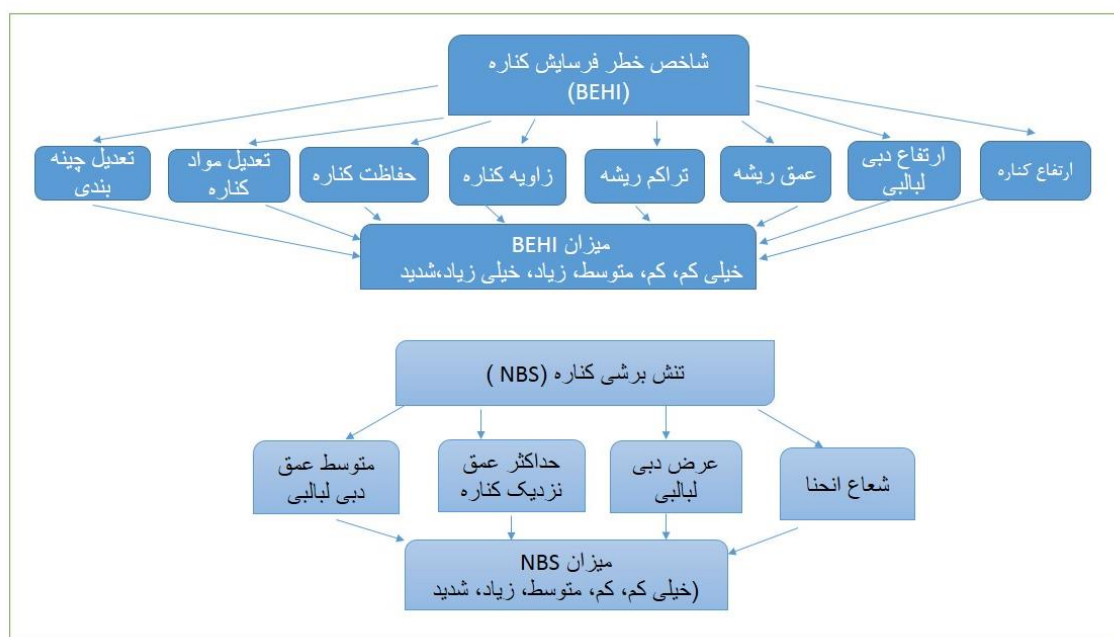 شاخص خطر فرسایش کناره
(BEHI)
ارتفاع کناره
ارتفاع دبی
لبالبی
عمق ریشه
تراکم ریشه
زاویه کناره
حفاظت کناره
تعدیل مواد
کناره
تعدیل چینه
بندی
میزان BEHI
خیلی کم، کم، متوسط، زیاد، خیلی زیاد،شدید
تنش برشی کناره (NBS )
شعاع انحنا
عرض دبی
لبالبی
حداکثر عمق
نزدیک کناره
متوسط عمق
دبی لبالبی
میزان NBS
(خیلی کم، کم، متوسط، زیاد، شدید